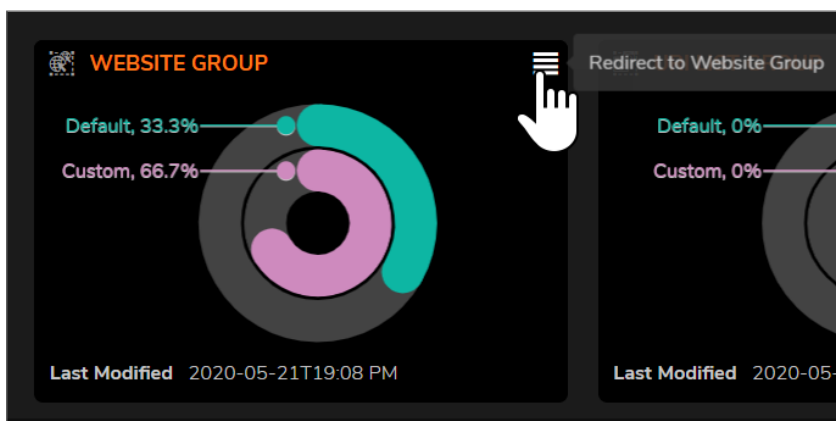 WEBSITE GROUP
Redirect to Website Group
Default, 33.3%
Custom, 66.7%
Last Modified 2020-05-21T19:08 PM
Default, 0%
Custom, 0%
Last Modified 2020-05-